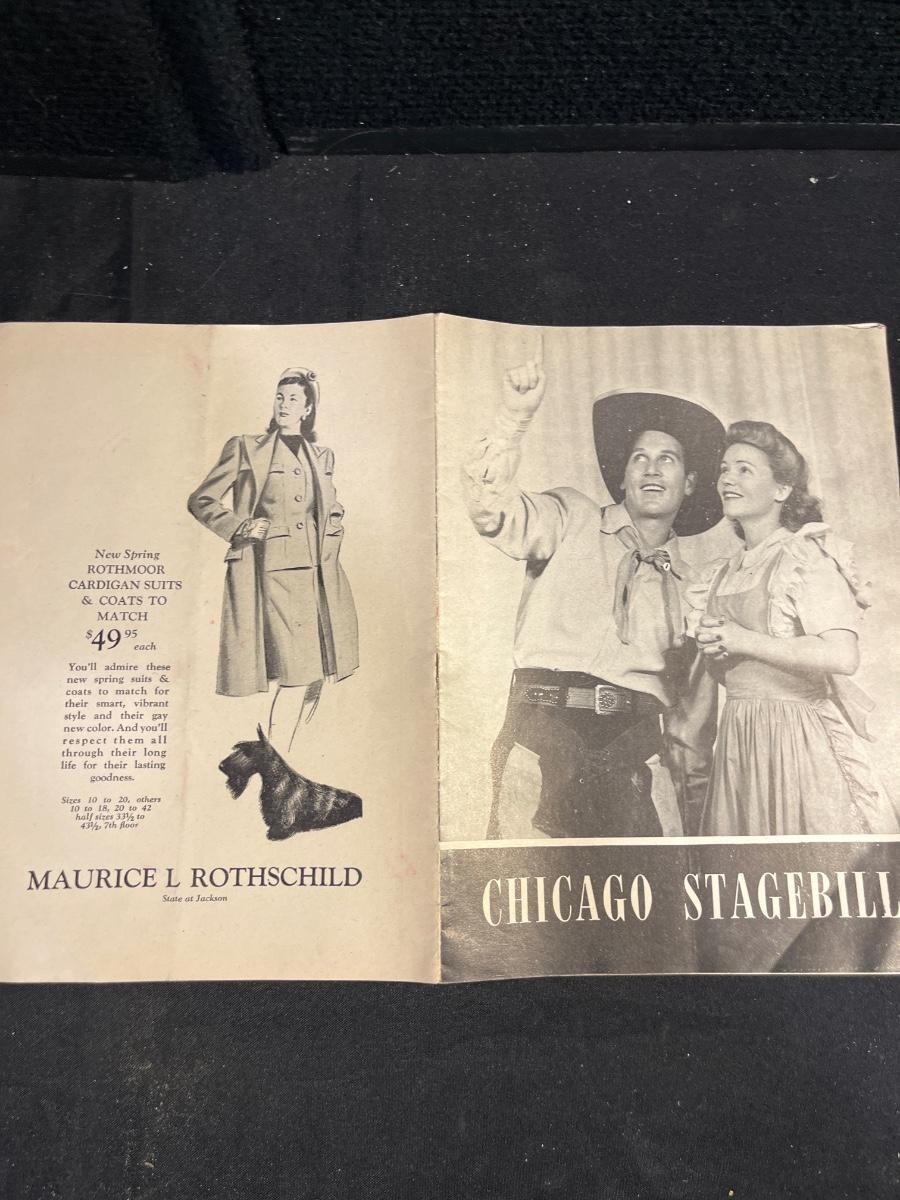 New Spring
ROTHMOOR
CARDIGAN SUITS
& COATS TO
MATCH
$49 95 each
You'll admire these
new spring suits &
coats to match for
their smart, vibrant
style and their gay
new color. And you'll
respect them all
through their long
life for their lasting
goodness.
Sizes 10 to 20, others
10 to 18, 20 to 42
half sizes 33½ to
43½, 7th floor
MAURICE L ROTHSCHILD
State at Jackson
CHICAGO STAGEBILL